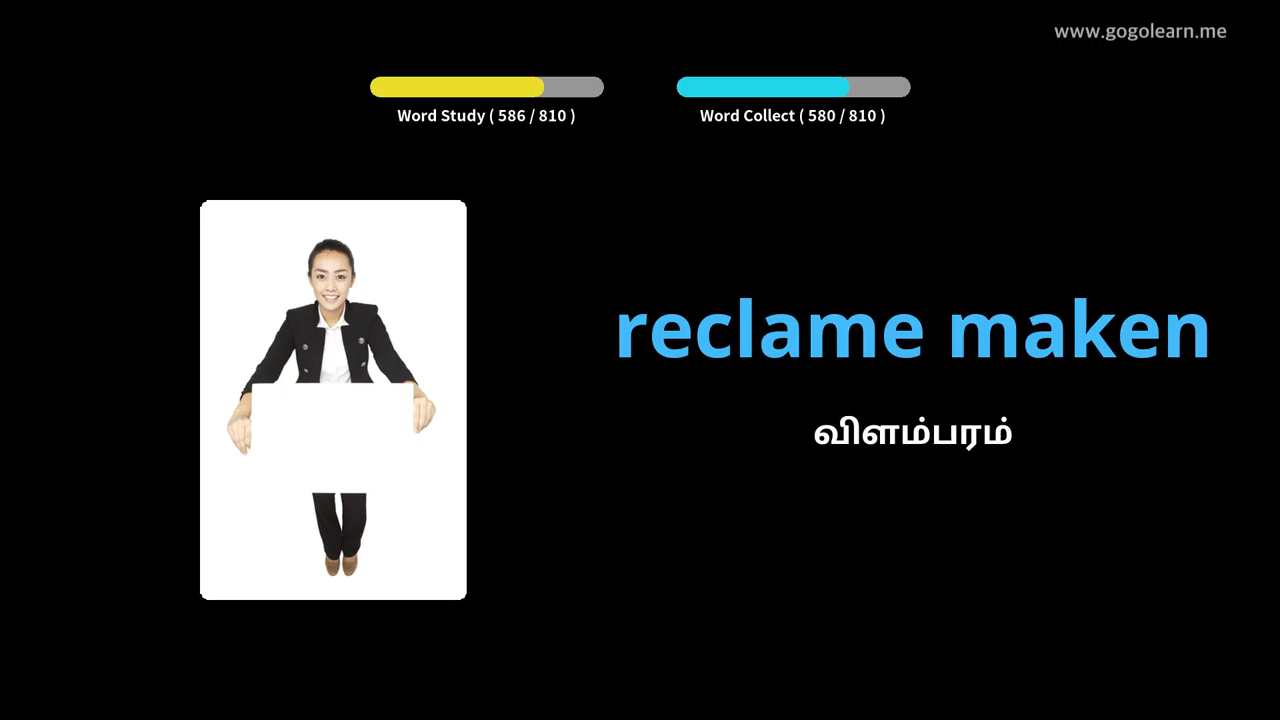 www.gogolearn.me
Word Study ( 586 / 810 )
Word Collect ( 580 / 810 )
reclame maken
விளம்பரம்